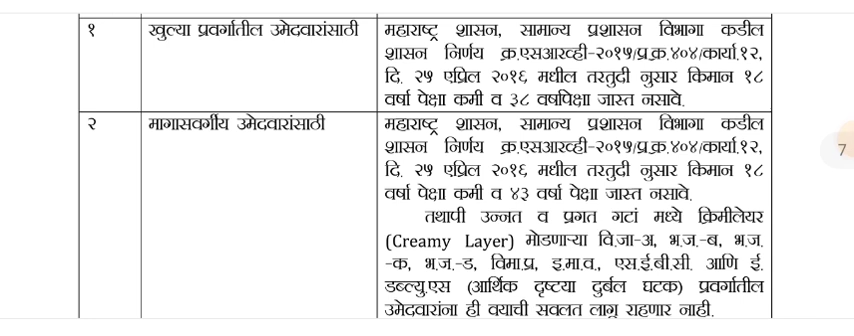 १ खुल्या प्रवर्गातील उमेदवारांसाठी महाराष्ट्र शासन, सामान्य प्रशासन विभागा कडील
शासन निर्णय क्र.एसआरव्ही-२०१५/प्र.क्र.४०४/कार्या.१२,
दि. २५ एप्रिल २०१६ मधील तरतुदी नुसार किमान १८
वर्षा पेक्षा कमी व ३८ वर्षापेक्षा जास्त नसावे.
२ मागासवर्गीय उमेदवारांसाठी महाराष्ट्र शासन, सामान्य प्रशासन विभागा कडील
शासन निर्णय क्र.एसआरव्ही-२०१५/प्र.क्र.४०४/कार्या.१२,
दि. २५ एप्रिल २०१६ मधील तरतुदी नुसार किमान १८
वर्षा पेक्षा कमी व ४३ वर्षा पेक्षा जास्त नसावे.
तथापी उन्नत व प्रगत गटां मध्ये क्रिमीलेयर
(Creamy Layer) मोडणाऱ्या वि.जा-अ, भ.ज.-ब, भ.ज.
-क, भ.ज.-ड, विमा.प्र, इ.मा.व., एस.ई.बी.सी. आणि ई.
डब्ल्यु.एस (आर्थिक दृष्टया दुर्बल घटक) प्रवर्गातील
उमेदवारांना ही वयाची सवलत लागु राहणार नाही.
7